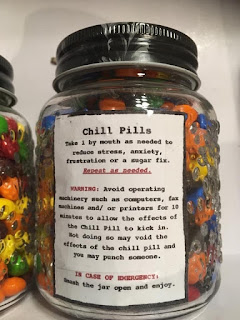 Chill Pills
Take 1 by mouth as needed to
reduce stress, anxiety,
frustration or a sugar fix.
Repeat as needed.
WARNING: Avoid operating
machinery such as computers, fax
machines and/ or printers for 10
minutes to allow the effects of
the Chill Pill to kick in.
Not doing so may void the
effects of the chill pill and
you may punch someone.
IN CASE OF EMERGENCY:
Smash the jar open and enjoy.